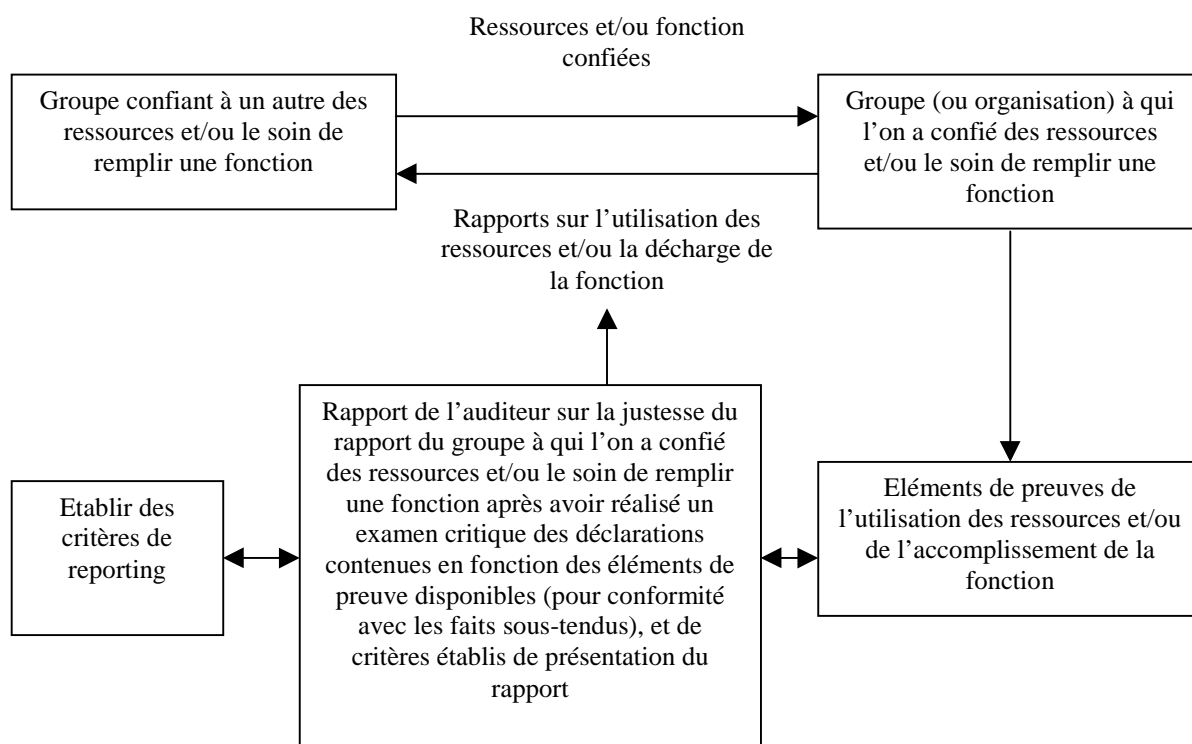 Ressources et/ou fonction
confiées
Groupe confiant à un autre des
ressources et/ou le soin de
remplir une fonction
Groupe (ou organisation) à qui
l’on a confié des ressources
et/ou le soin de remplir une
fonction
Rapports sur l’utilisation des
ressources et/ou la décharge de
la fonction
Etablir des
critères de
reporting
Rapport de l’auditeur sur la justesse du
rapport du groupe à qui l’on a confié
des ressources et/ou le soin de remplir
une fonction après avoir réalisé un
examen critique des déclarations
contenues en fonction des éléments de
preuve disponibles (pour conformité
avec les faits sous-tendus), et de
critères établis de présentation du
rapport
Eléments de preuves de
l’utilisation des ressources et/ou
de l’accomplissement de la
fonction